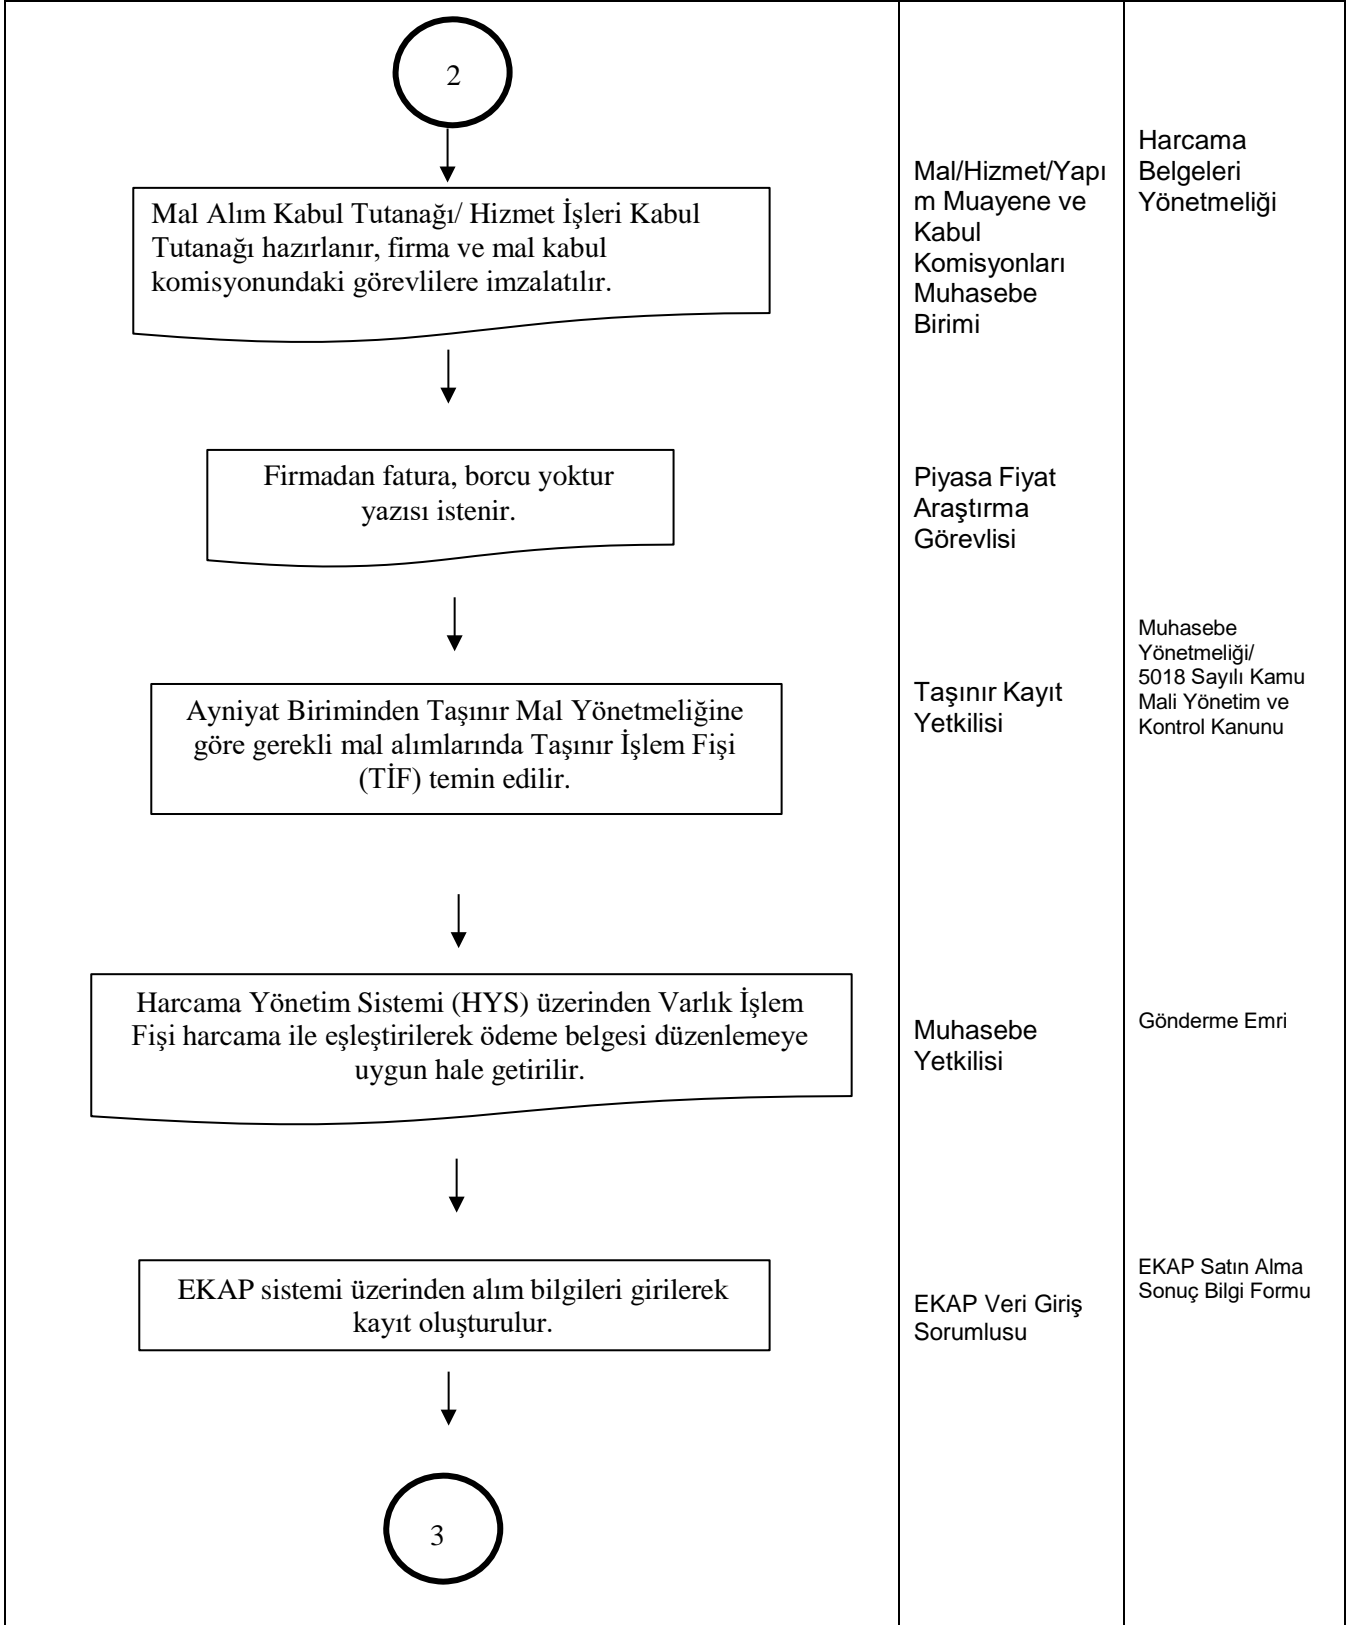 2
Mal Alım Kabul Tutanağı/ Hizmet İşleri Kabul
Tutanağı hazırlanır, firma ve mal kabul
komisyonundaki görevlilere imzalatılır.
Mal/Hizmet/Yapı
m Muayene ve
Kabul
Komisyonları
Muhasebe
Birimi
Harcama
Belgeleri
Yönetmeliği
Firmadan fatura, borcu yoktur
yazısı istenir.
Piyasa Fiyat
Araştırma
Görevlisi
Ayniyat Biriminden Taşınır Mal Yönetmeliğine
göre gerekli mal alımlarında Taşınır İşlem Fişi
(TİF) temin edilir.
Taşınır Kayıt
Yetkilisi
Muhasebe
Yönetmeliği/
5018 Sayılı Kamu
Mali Yönetim ve
Kontrol Kanunu
Harcama Yönetim Sistemi (HYS) üzerinden Varlık İşlem
Fişi harcama ile eşleştirilerek ödeme belgesi düzenlemeye
uygun hale getirilir.
Muhasebe
Yetkilisi
Gönderme Emri
EKAP sistemi üzerinden alım bilgileri girilerek
kayıt oluşturulur.
EKAP Veri Giriş
Sorumlusu
EKAP Satın Alma
Sonuç Bilgi Formu
3